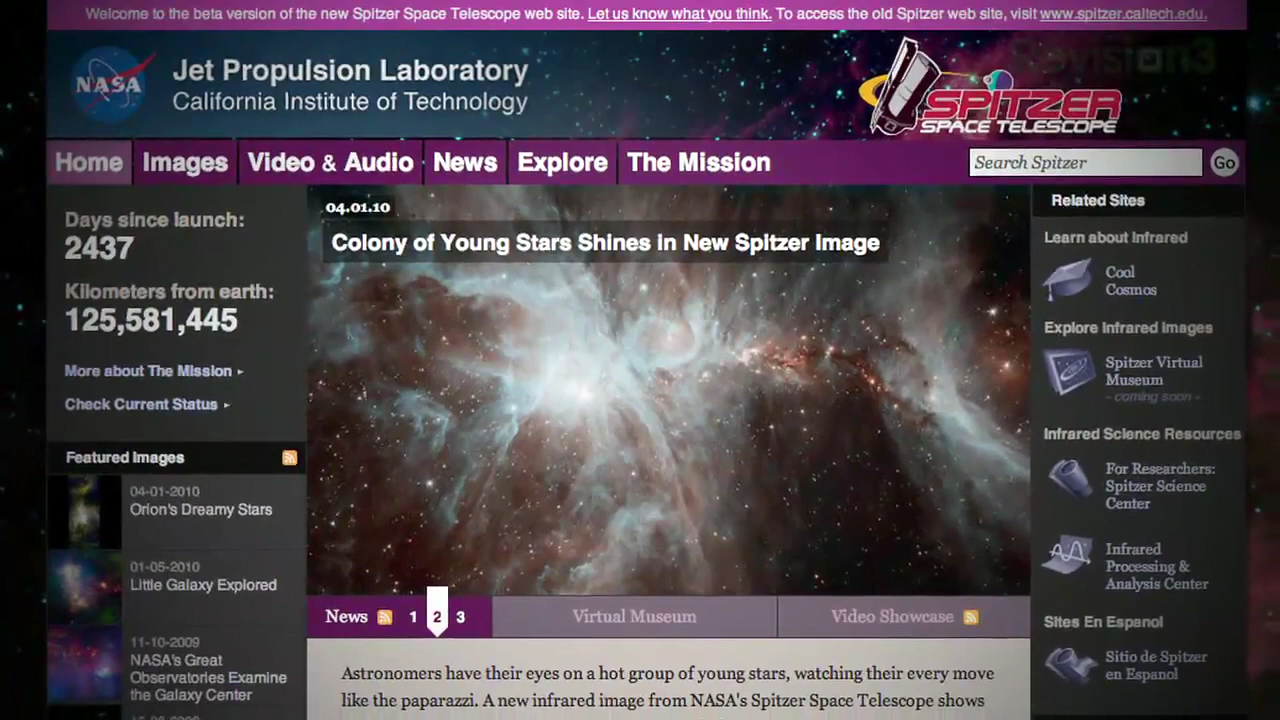 Welcome to the beta version of the new Spitzer Space Telescope web site. Let us know what you think. To access the old Spitzer web site, visit www.spitzer.caltech.edu.
Revision3
NASA
Jet Propulsion Laboratory
California Institute of Technology
SPITZER
SPACE TELESCOPE
Home
Images
Video & Audio
News
Explore
The Mission
Search Spitzer
Go
Days since launch:
2437
Kilometers from earth:
125,581,445
More about The Mission
Check Current Status
Featured Images
04-01-2010
Orion's Dreamy Stars
01-05-2010
Little Galaxy Explored
11-10-2009
NASA's Great
Observatories Examine
the Galaxy Center
04.01.10
Colony of Young Stars Shines in New Spitzer Image
News 1 2 3
Virtual Museum
Video Showcase
Astronomers have their eyes on a hot group of young stars, watching their every move
like the paparazzi. A new infrared image from NASA's Spitzer Space Telescope shows
Related Sites
Learn about Infrared
Cool
Cosmos
Explore Infrared Images
Spitzer Virtual
Museum
- coming soon -
Infrared Science Resources
For Researchers:
Spitzer Science
Center
Infrared
Processing &
Analysis Center
Sites En Espanol
Sitio de Spitzer
en Espanol